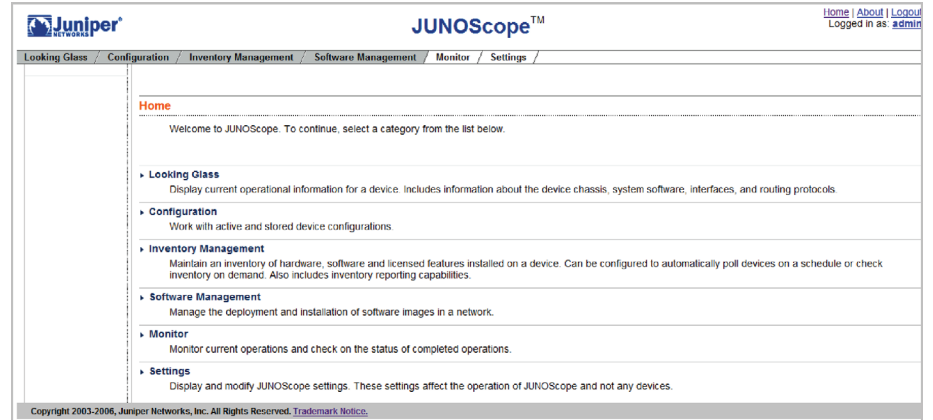 Juniper®
NETWORKS
JUNOScope™
Home | About | Logout
Logged in as: admin
Looking Glass / Configuration / Inventory Management / Software Management / Monitor / Settings /
Home
Welcome to JUNOScope. To continue, select a category from the list below.
Looking Glass
Display current operational information for a device. Includes information about the device chassis, system software, interfaces, and routing protocols.
Configuration
Work with active and stored device configurations.
Inventory Management
Maintain an inventory of hardware, software and licensed features installed on a device. Can be configured to automatically poll devices on a schedule or check
inventory on demand. Also includes inventory reporting capabilities.
Software Management
Manage the deployment and installation of software images in a network.
Monitor
Monitor current operations and check on the status of completed operations.
Settings
Display and modify JUNOScope settings. These settings affect the operation of JUNOScope and not any devices.
Copyright 2003-2006, Juniper Networks, Inc. All Rights Reserved. Trademark Notice.